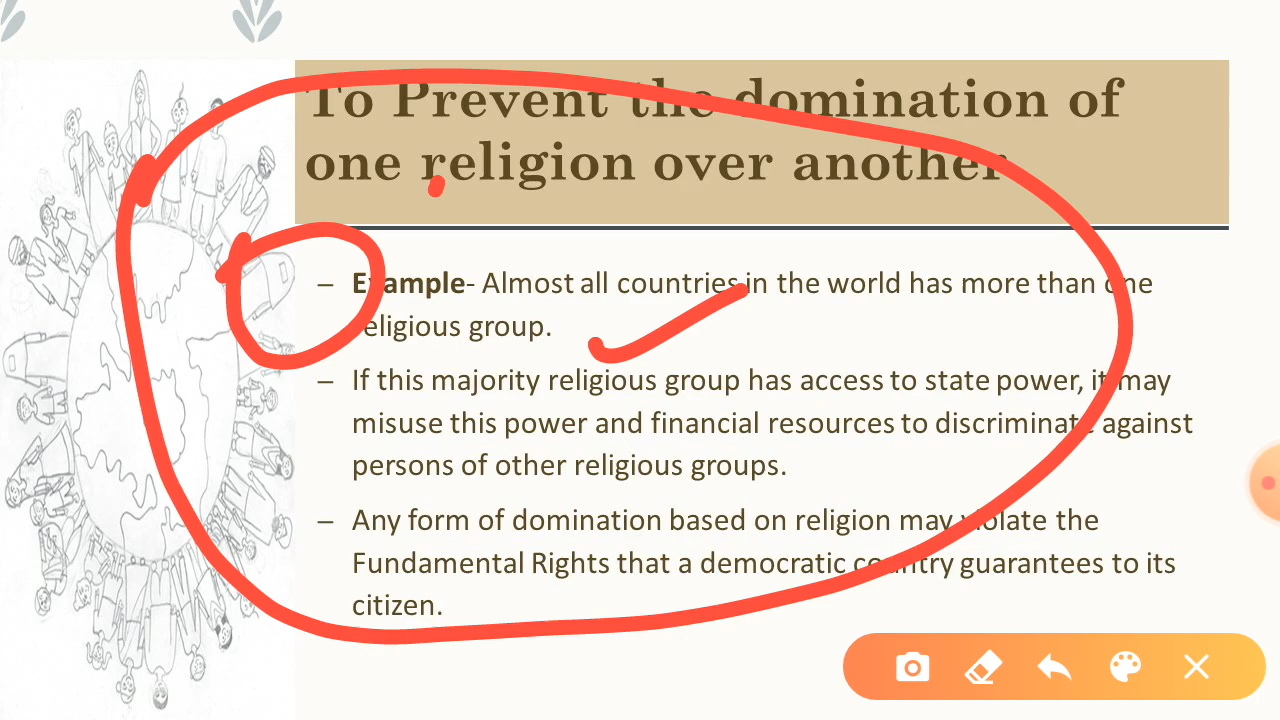 To Prevent the domination of
one religion over another
– Example- Almost all countries in the world has more than one
religious group.
– If this majority religious group has access to state power, it may
misuse this power and financial resources to discriminate against
persons of other religious groups.
– Any form of domination based on religion may violate the
Fundamental Rights that a democratic country guarantees to its
citizen.